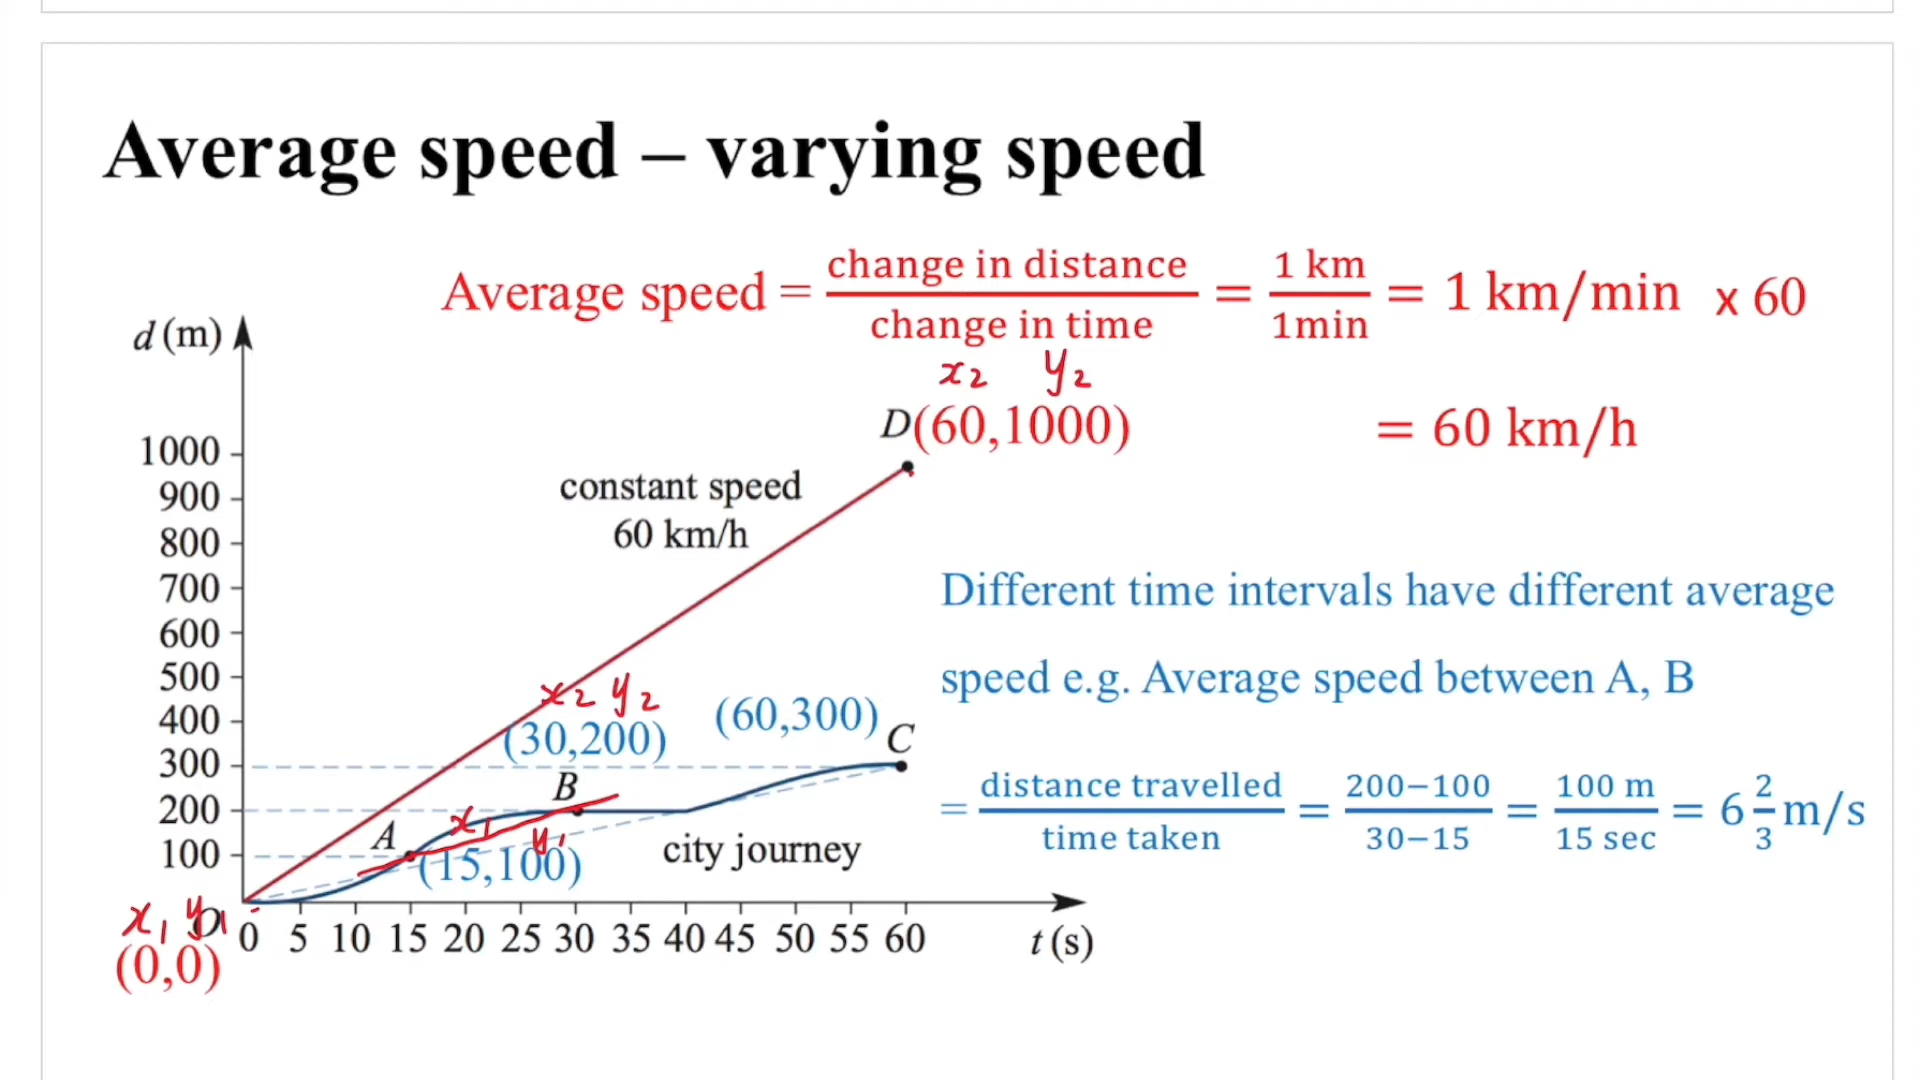 Average speed – varying speed
Average speed = change in distance / change in time = 1 km / 1min = 1 km/min x 60
= 60 km/h
d (m)
x2 y2
D(60,1000)
constant speed
60 km/h
1000
900
800
700
600
500
400
300
200
100
x2 y2
(30,200)
(60,300)
C
B
A
x1 y1
(15,100)
city journey
x1 y1
O
(0,0)
0 5 10 15 20 25 30 35 40 45 50 55 60
t (s)
Different time intervals have different average
speed e.g. Average speed between A, B
= distance travelled / time taken = 200−100 / 30−15 = 100 m / 15 sec = 6 2/3 m/s